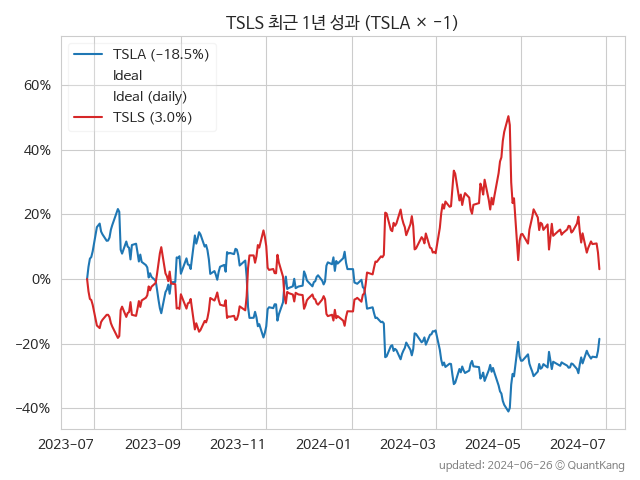 TSLS 최근 1년 성과 (TSLA × -1)
TSLA (-18.5%)
Ideal
Ideal (daily)
TSLS (3.0%)
60%
40%
20%
0%
-20%
-40%
2023-07
2023-09
2023-11
2024-01
2024-03
2024-05
2024-07
updated: 2024-06-26 © QuantKang